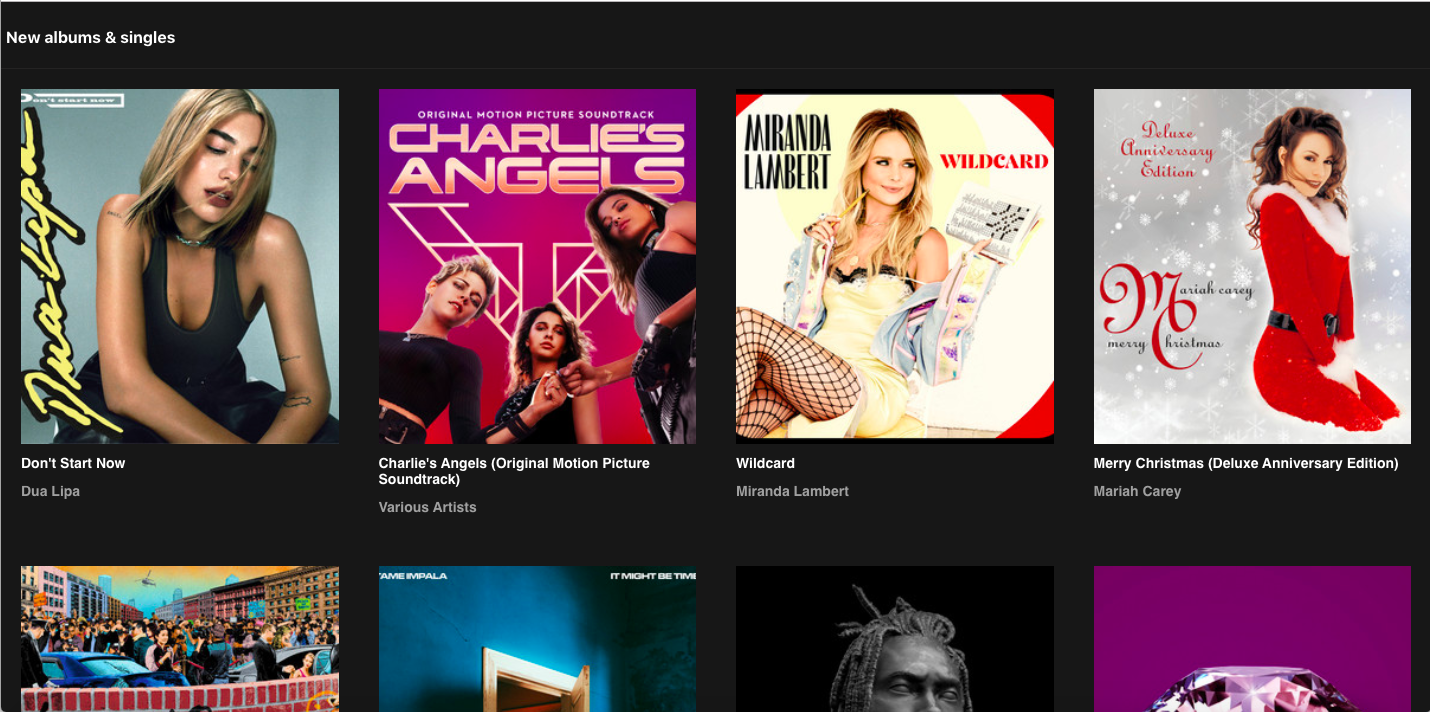 New albums & singles
Don't start now
Dua Lipa
ORIGINAL MOTION PICTURE SOUNDTRACK
CHARLIE'S
ANGELS
MIRANDA
LAMBERT
WILDCARD
Deluxe
Anniversary
Edition
Mariah carey
merry Christmas
Don't Start Now
Dua Lipa
Charlie's Angels (Original Motion Picture
Soundtrack)
Various Artists
Wildcard
Miranda Lambert
Merry Christmas (Deluxe Anniversary Edition)
Mariah Carey
TAME IMPALA
IT MIGHT BE TIME